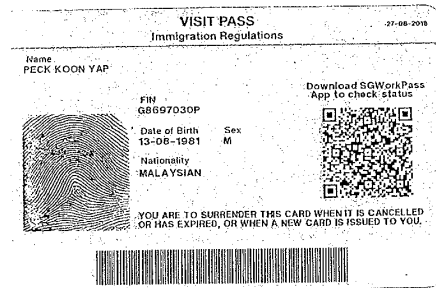 VISIT PASS
Immigration Regulations
27-08-2018
Name
PECK KOON YAP
Download SGWorkPass
App to check status
FIN
G8697030P
Date of Birth Sex
13-06-1981 M
Nationality
MALAYSIAN
YOU ARE TO SURRENDER THIS CARD WHEN IT IS CANCELLED
OR HAS EXPIRED, OR WHEN A NEW CARD IS ISSUED TO YOU.